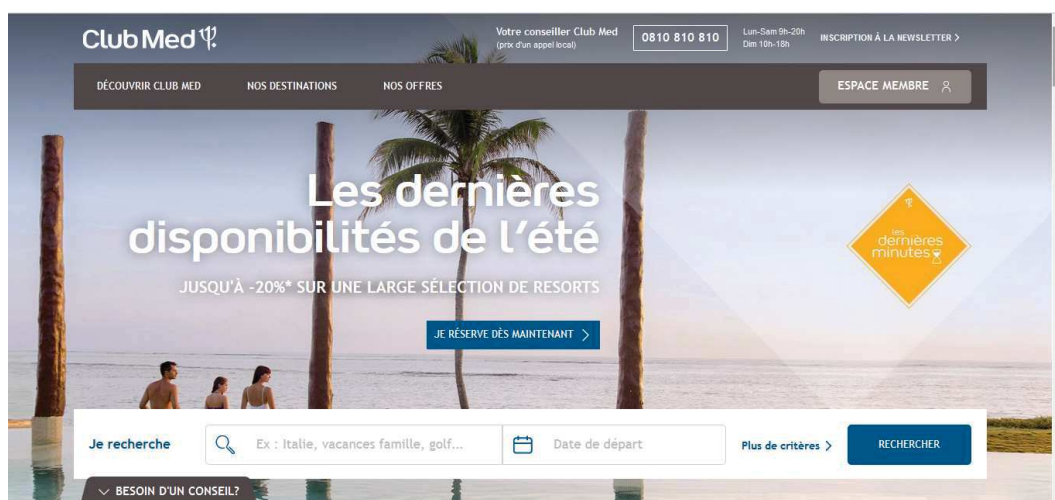 Club Med
Votre conseiller Club Med
(prix d'un appel local)
0810 810 810
Lun-Sam 9h-20h
Dim 10h-18h
INSCRIPTION À LA NEWSLETTER >
DÉCOUVRIR CLUB MED
NOS DESTINATIONS
NOS OFFRES
ESPACE MEMBRE
Les dernières
disponibilités de l'été
JUSQU'À -20%* SUR UNE LARGE SÉLECTION DE RESORTS
JE RÉSERVE DÈS MAINTENANT >
les
dernières
minutes
Je recherche
Ex : Italie, vacances famille, golf...
Date de départ
Plus de critères >
RECHERCHER
BESOIN D'UN CONSEIL?